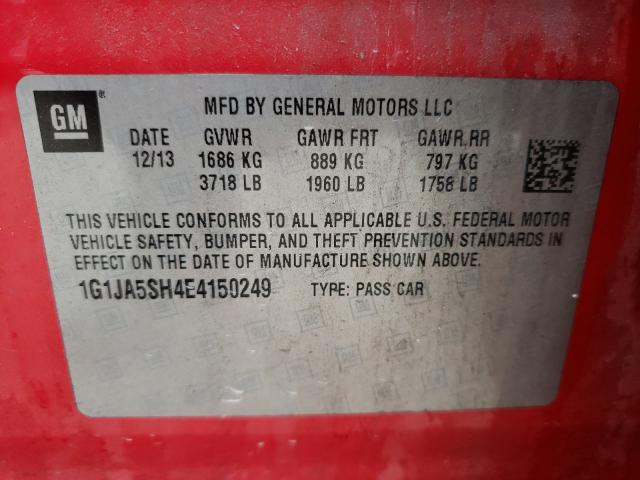 GM®
MFD BY GENERAL MOTORS LLC
DATE GVWR GAWR FRT GAWR RR
12/13 1686 KG 889 KG 797 KG
3718 LB 1960 LB 1758 LB
THIS VEHICLE CONFORMS TO ALL APPLICABLE U.S. FEDERAL MOTOR
VEHICLE SAFETY, BUMPER, AND THEFT PREVENTION STANDARDS IN
EFFECT ON THE DATE OF MANUFACTURE SHOWN ABOVE.
1G1JA5SH4E4150249 TYPE: PASS CAR